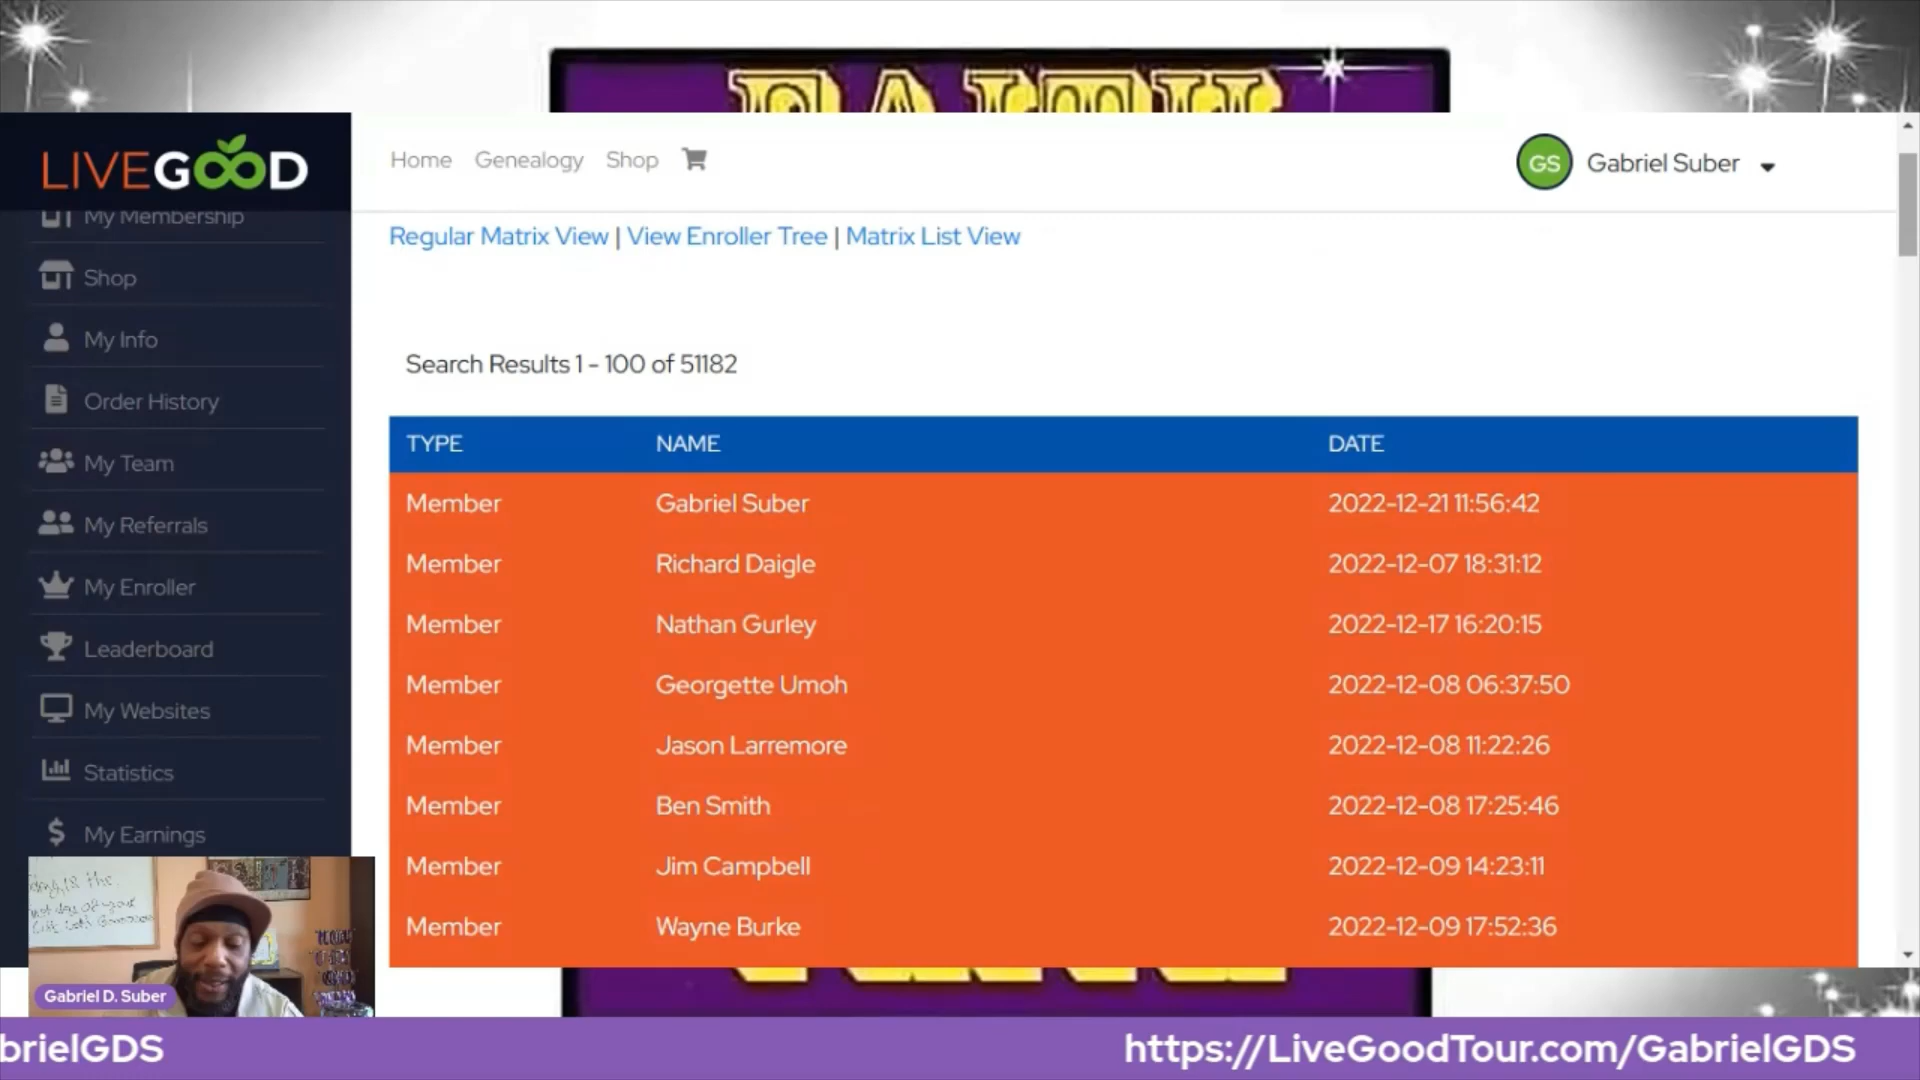 FAITH
LIVEGOOD
Home Genealogy Shop
GS Gabriel Suber
My Membership
Shop
My Info
Order History
My Team
My Referrals
My Enroller
Leaderboard
My Websites
Statistics
My Earnings
Regular Matrix View | View Enroller Tree | Matrix List View
Search Results 1 - 100 of 51182
TYPE NAME DATE
Member Gabriel Suber 2022-12-21 11:56:42
Member Richard Daigle 2022-12-07 18:31:12
Member Nathan Gurley 2022-12-17 16:20:15
Member Georgette Umoh 2022-12-08 06:37:50
Member Jason Larremore 2022-12-08 11:22:26
Member Ben Smith 2022-12-08 17:25:46
Member Jim Campbell 2022-12-09 14:23:11
Member Wayne Burke 2022-12-09 17:52:36
is the
day of your
Gabriel D. Suber
brielGDS
https://LiveGoodTour.com/GabrielGDS